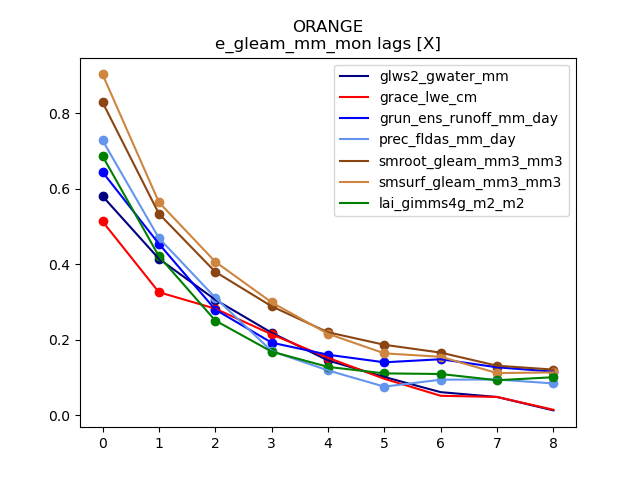 ORANGE
e_gleam_mm_mon lags [X]
glws2_gwater_mm
grace_lwe_cm
grun_ens_runoff_mm_day
prec_fldas_mm_day
smroot_gleam_mm3_mm3
smsurf_gleam_mm3_mm3
lai_gimms4g_m2_m2
0.8
0.6
0.4
0.2
0.0
0 1 2 3 4 5 6 7 8